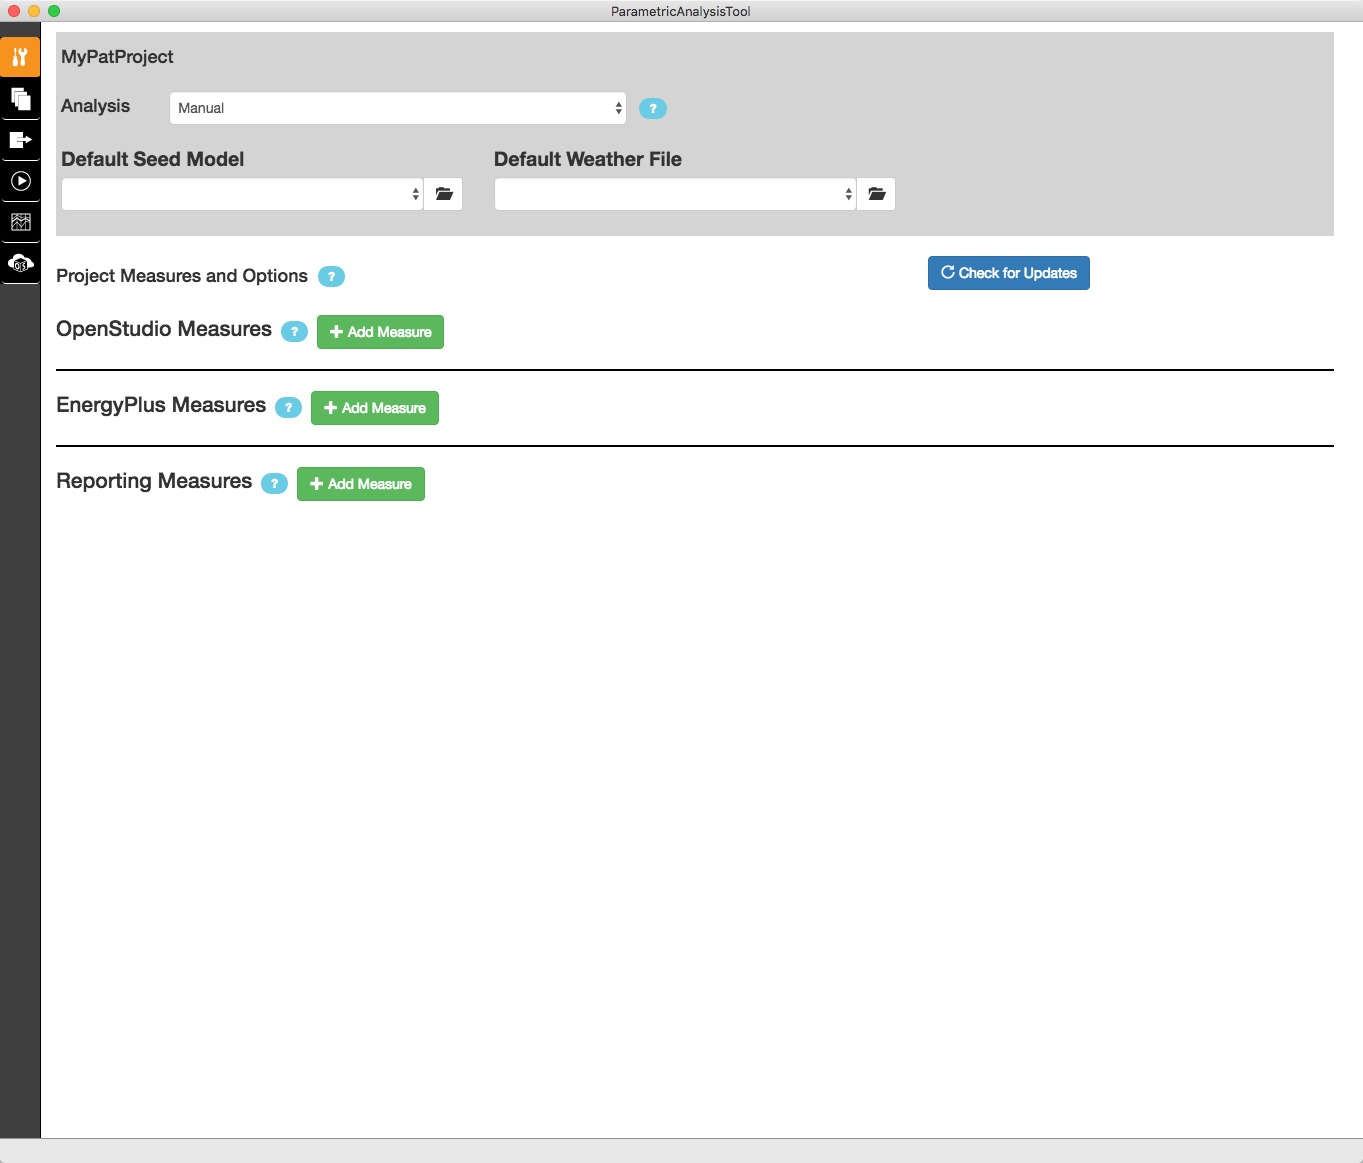 ParametricAnalysisTool
MyPatProject
Analysis Manual ?
Default Seed Model Default Weather File
Project Measures and Options ? Check for Updates
OpenStudio Measures ? Add Measure
EnergyPlus Measures ? Add Measure
Reporting Measures ? Add Measure